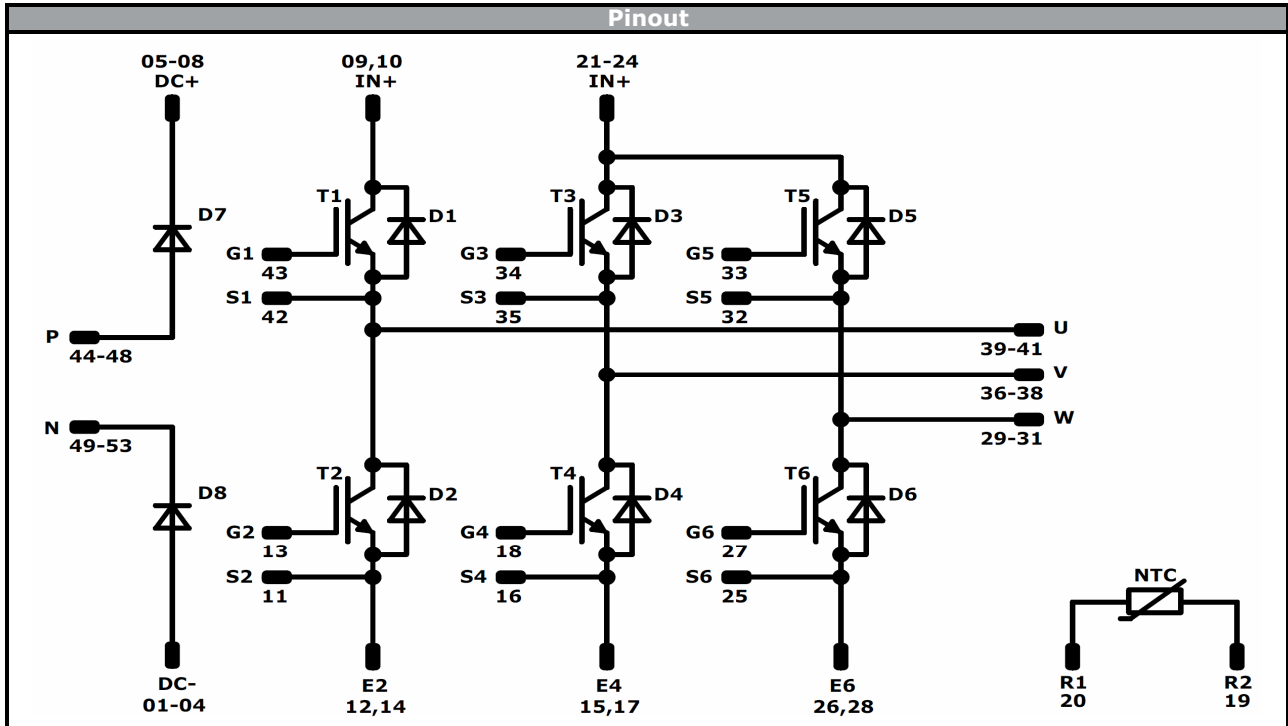 Pinout
05-08
DC+
09,10
IN+
21-24
IN+
T1
D1
T3
D3
T5
D5
D7
G1
43
G3
34
G5
33
S1
42
S3
35
S5
32
U
39-41
P
44-48
V
36-38
W
29-31
N
49-53
T2
D2
T4
D4
T6
D6
D8
G2
13
G4
18
G6
27
S2
11
S4
16
S6
25
NTC
DC-
01-04
E2
12,14
E4
15,17
E6
26,28
R1
20
R2
19